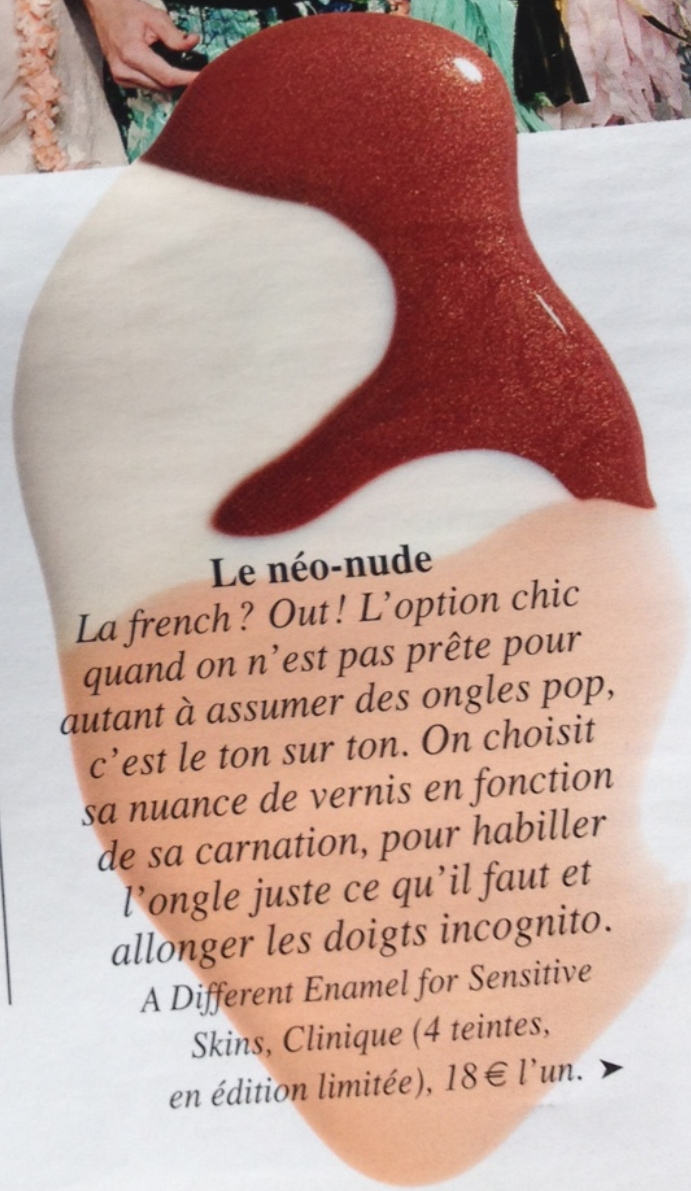 Le néo-nude
La french ? Out ! L'option chic
quand on n'est pas prête pour
autant à assumer des ongles pop,
c'est le ton sur ton. On choisit
sa nuance de vernis en fonction
de sa carnation, pour habiller
l'ongle juste ce qu'il faut et
allonger les doigts incognito.
A Different Enamel for Sensitive
Skins, Clinique (4 teintes,
en édition limitée), 18 € l'un. ➤